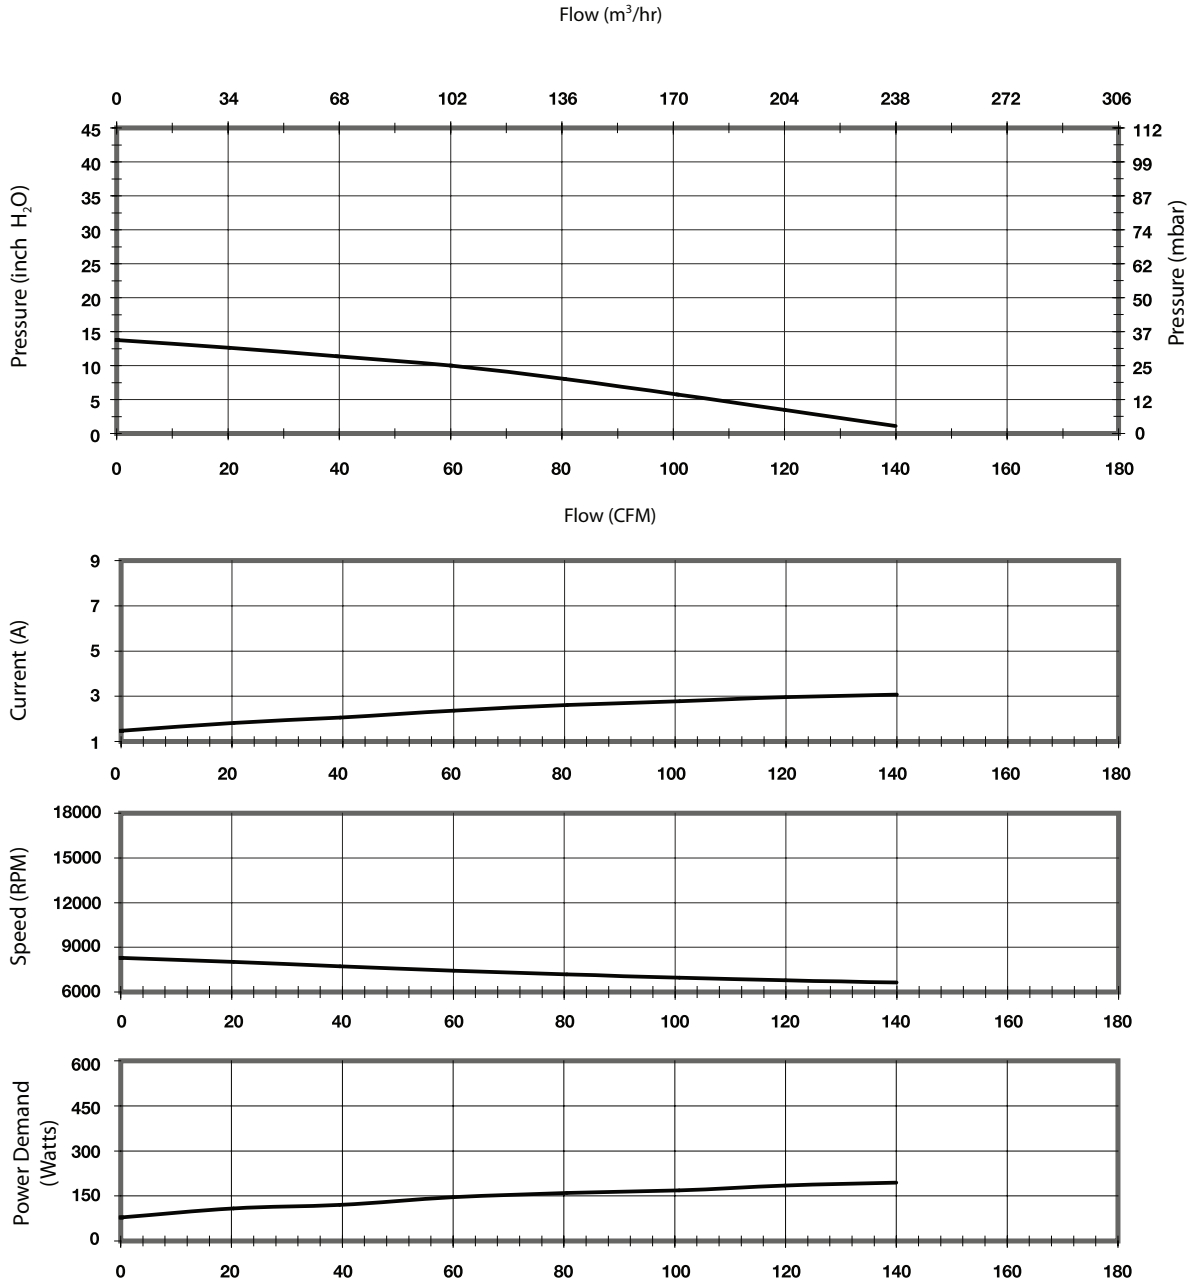 Flow (m³/hr)
0 34 68 102 136 170 204 238 272 306
Pressure (inch H₂O)
45
40
35
30
25
20
15
10
5
0
112
99
87
74
62
50
37
25
12
0
Pressure (mbar)
0 20 40 60 80 100 120 140 160 180
Flow (CFM)
Current (A)
9
7
5
3
1
0 20 40 60 80 100 120 140 160 180
Speed (RPM)
18000
15000
12000
9000
6000
0 20 40 60 80 100 120 140 160 180
Power Demand
(Watts)
600
450
300
150
0
0 20 40 60 80 100 120 140 160 180